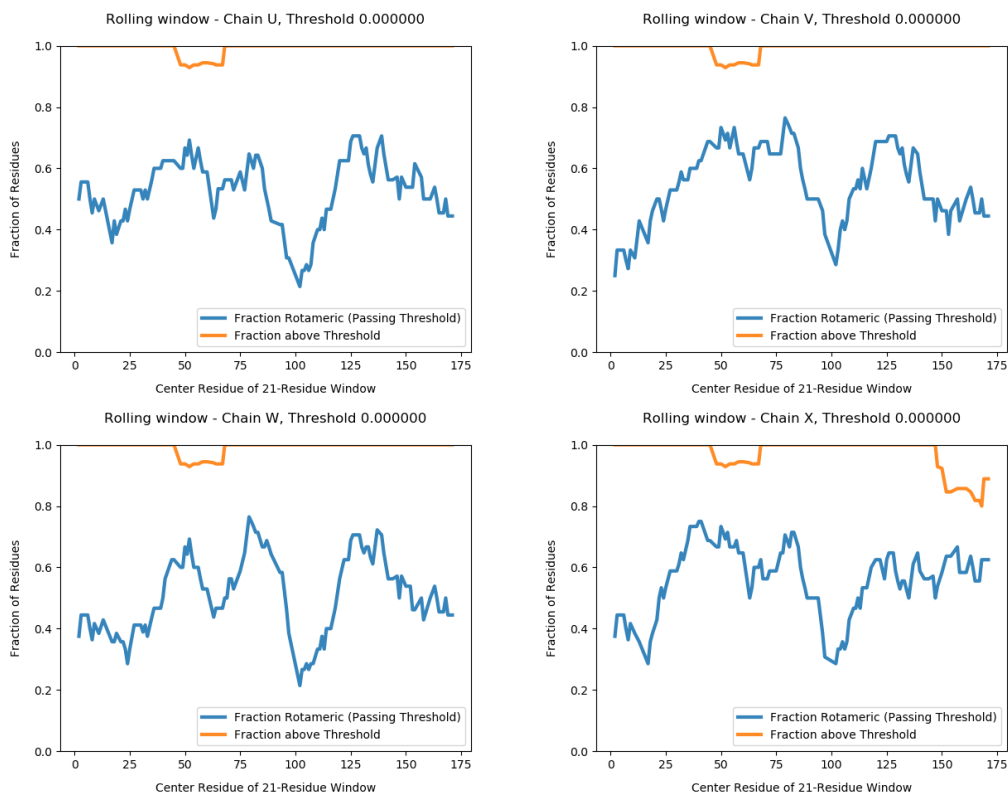 Rolling window - Chain U, Threshold 0.000000
1.0
0.8
0.6
0.4
0.2
0.0
Fraction of Residues
Fraction Rotameric (Passing Threshold)
Fraction above Threshold
0 25 50 75 100 125 150 175
Center Residue of 21-Residue Window
Rolling window - Chain V, Threshold 0.000000
1.0
0.8
0.6
0.4
0.2
0.0
Fraction of Residues
Fraction Rotameric (Passing Threshold)
Fraction above Threshold
0 25 50 75 100 125 150 175
Center Residue of 21-Residue Window
Rolling window - Chain W, Threshold 0.000000
1.0
0.8
0.6
0.4
0.2
0.0
Fraction of Residues
Fraction Rotameric (Passing Threshold)
Fraction above Threshold
0 25 50 75 100 125 150 175
Center Residue of 21-Residue Window
Rolling window - Chain X, Threshold 0.000000
1.0
0.8
0.6
0.4
0.2
0.0
Fraction of Residues
Fraction Rotameric (Passing Threshold)
Fraction above Threshold
0 25 50 75 100 125 150 175
Center Residue of 21-Residue Window